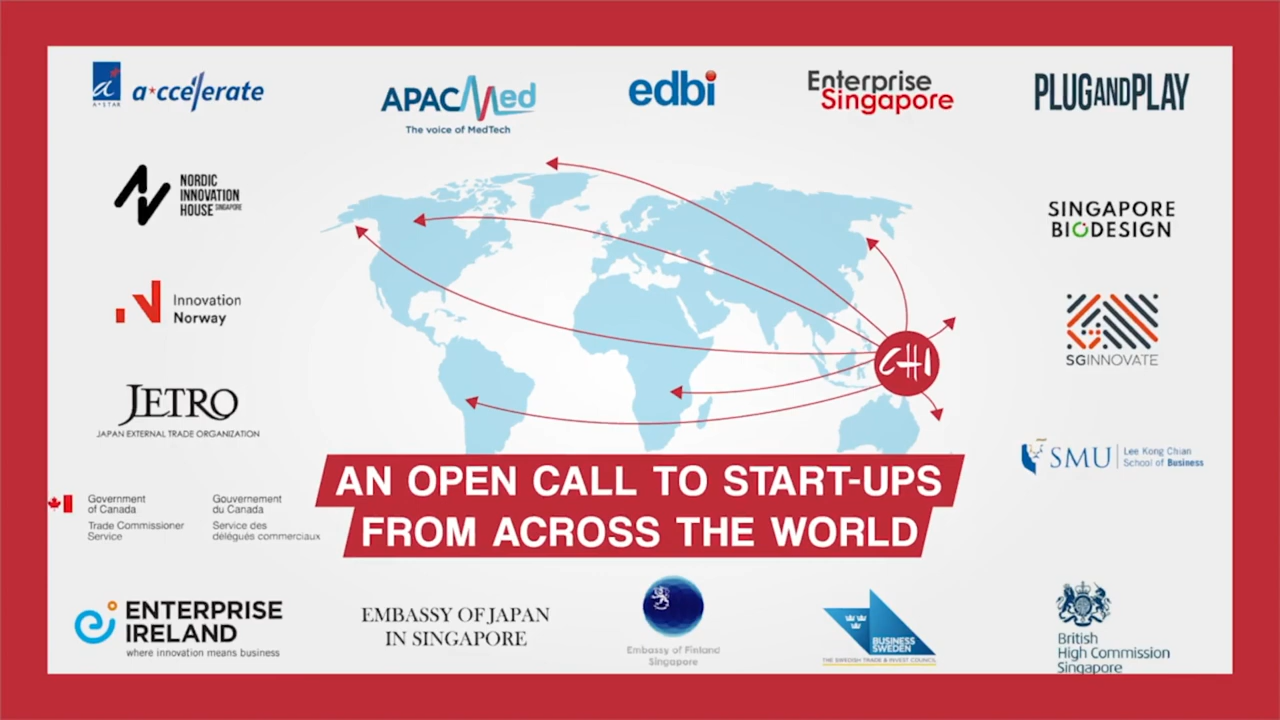 a*ccelerate
A*STAR
APACMed
The voice of MedTech
edbi
Enterprise
Singapore
PLUGANDPLAY
NORDIC
INNOVATION
HOUSE SINGAPORE
SINGAPORE
BIODESIGN
Innovation
Norway
SGINNOVATE
CHI
JETRO
JAPAN EXTERNAL TRADE ORGANIZATION
SMU
Lee Kong Chian
School of Business
AN OPEN CALL TO START-UPS
FROM ACROSS THE WORLD
Government
of Canada
Trade Commissioner
Service
Gouvernement
du Canada
Service des
délégués commerciaux
ENTERPRISE
IRELAND
where innovation means business
EMBASSY OF JAPAN
IN SINGAPORE
Embassy of Finland
Singapore
BUSINESS
SWEDEN
THE SWEDISH TRADE & INVEST COUNCIL
British
High Commission
Singapore